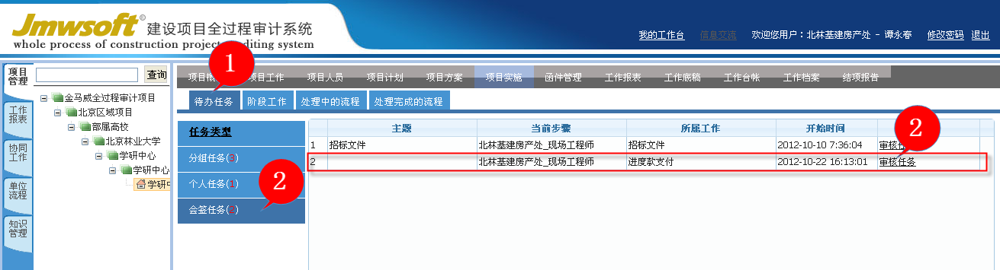 Jmwsoft® 建设项目全过程审计系统
whole process of construction project auditing system
我的工作台 信息交流 欢迎您用户：北林基建房产处 - 谭永春 修改密码 退出
项目管理
工作报表
协同工作
单位流程
知识管理
查询
金马威全过程审计项目
北京区域项目
部属高校
北京林业大学
学研中心
学研中心
学研中
项目概 项目工作 项目人员 项目计划 项目方案 项目实施 函件管理 工作报表 工作底稿 工作台帐 工作档案 结项报告
1
待办任务 阶段工作 处理中的流程 处理完成的流程
任务类型
分组任务(3)
个人任务(1)
会签任务(2)
2
主题 当前步骤 所属工作 开始时间
1 招标文件 北林基建房产处_现场工程师 招标文件 2012-10-10 7:36:04 审核任
2 北林基建房产处_现场工程师 进度款支付 2012-10-22 16:13:01 审核任务
2